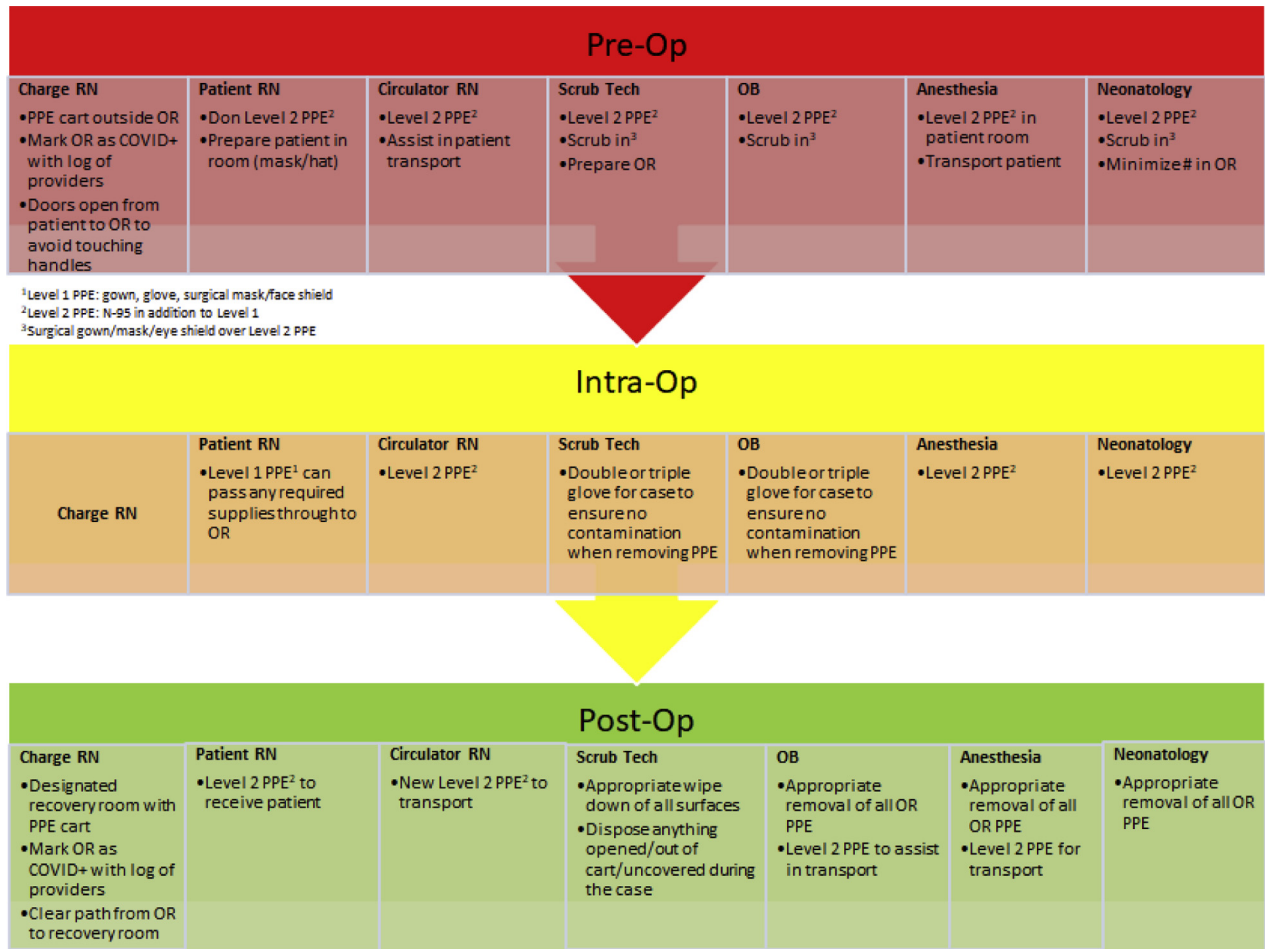 Pre-Op
Charge RN
•PPE cart outside OR
•Mark OR as COVID+
with log of
providers
•Doors open from
patient to OR to
avoid touching
handles
Patient RN
•Don Level 2 PPE²
•Prepare patient in
room (mask/hat)
Circulator RN
•Level 2 PPE²
•Assist in patient
transport
Scrub Tech
•Level 2 PPE²
•Scrub in³
•Prepare OR
OB
•Level 2 PPE²
•Scrub in³
Anesthesia
•Level 2 PPE² in
patient room
•Transport patient
Neonatology
•Level 2 PPE²
•Scrub in³
•Minimize # in OR
¹Level 1 PPE: gown, glove, surgical mask/face shield
²Level 2 PPE: N-95 in addition to Level 1
³Surgical gown/mask/eye shield over Level 2 PPE
Intra-Op
Charge RN
Patient RN
•Level 1 PPE¹ can
pass any required
supplies through to
OR
Circulator RN
•Level 2 PPE²
Scrub Tech
•Double or triple
glove for case to
ensure no
contamination
when removing PPE
OB
•Double or triple
glove for case to
ensure no
contamination
when removing PPE
Anesthesia
•Level 2 PPE²
Neonatology
•Level 2 PPE²
Post-Op
Charge RN
•Designated
recovery room with
PPE cart
•Mark OR as
COVID+ with log of
providers
•Clear path from OR
to recovery room
Patient RN
•Level 2 PPE² to
receive patient
Circulator RN
•New Level 2 PPE² to
transport
Scrub Tech
•Appropriate wipe
down of all surfaces
•Dispose anything
opened/out of
cart/uncovered during
the case
OB
•Appropriate
removal of all OR
PPE
•Level 2 PPE to assist
in transport
Anesthesia
•Appropriate
removal of all
OR PPE
•Level 2 PPE for
transport
Neonatology
•Appropriate
removal of all OR
PPE